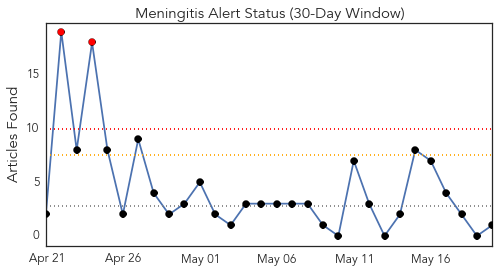 Meningitis Alert Status (30-Day Window)
Articles Found
15
10
5
0
Apr 21
Apr 26
May 01
May 06
May 11
May 16